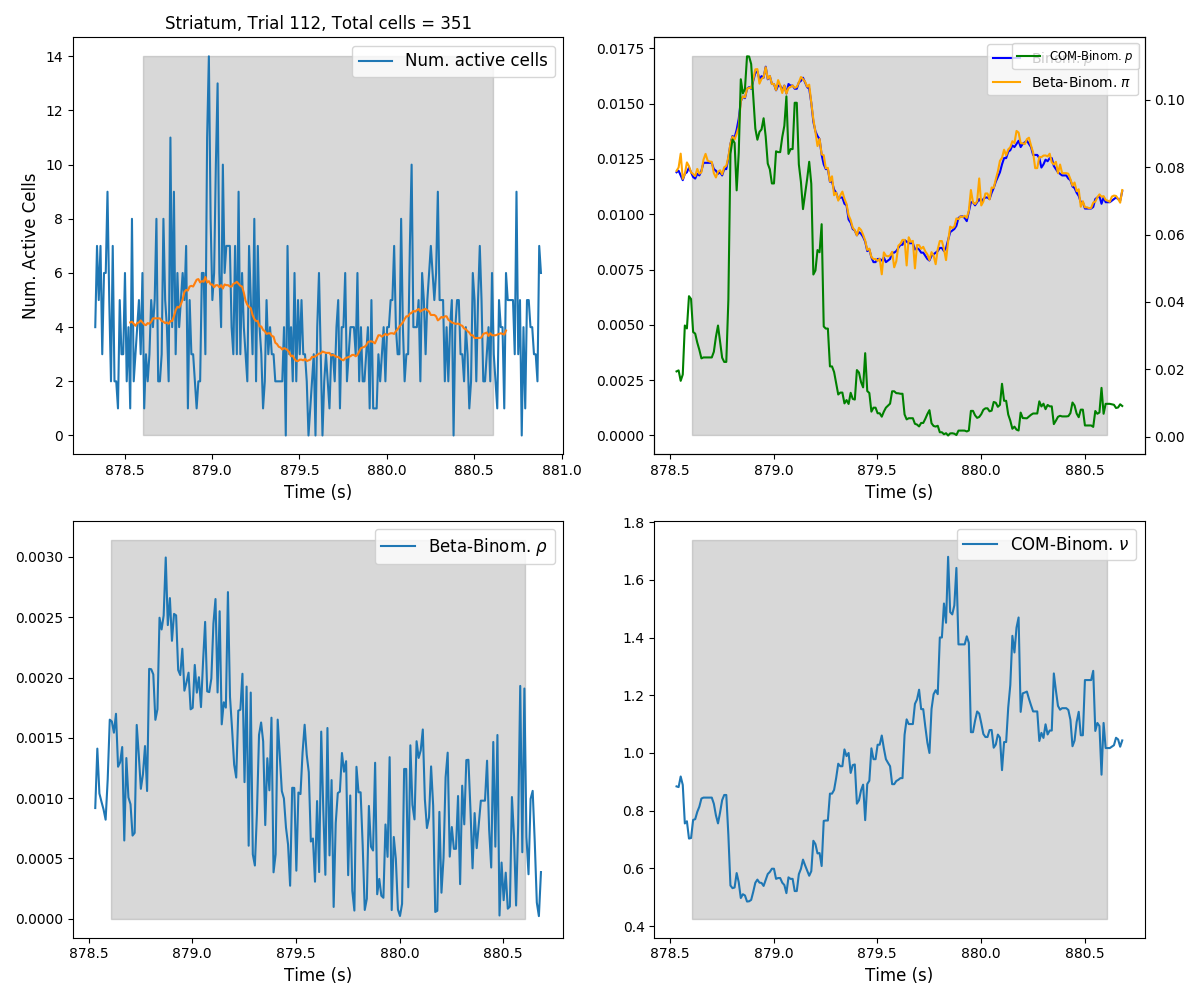 Striatum, Trial 112, Total cells = 351
Num. active cells
Num. Active Cells
14
12
10
8
6
4
2
0
878.5 879.0 879.5 880.0 880.5 881.0
Time (s)
COM-Binom. p
Beta-Binom. π
0.0175
0.0150
0.0125
0.0100
0.0075
0.0050
0.0025
0.0000
0.10
0.08
0.06
0.04
0.02
0.00
878.5 879.0 879.5 880.0 880.5
Time (s)
Beta-Binom. ρ
0.0030
0.0025
0.0020
0.0015
0.0010
0.0005
0.0000
878.5 879.0 879.5 880.0 880.5
Time (s)
COM-Binom. ν
1.8
1.6
1.4
1.2
1.0
0.8
0.6
0.4
878.5 879.0 879.5 880.0 880.5
Time (s)